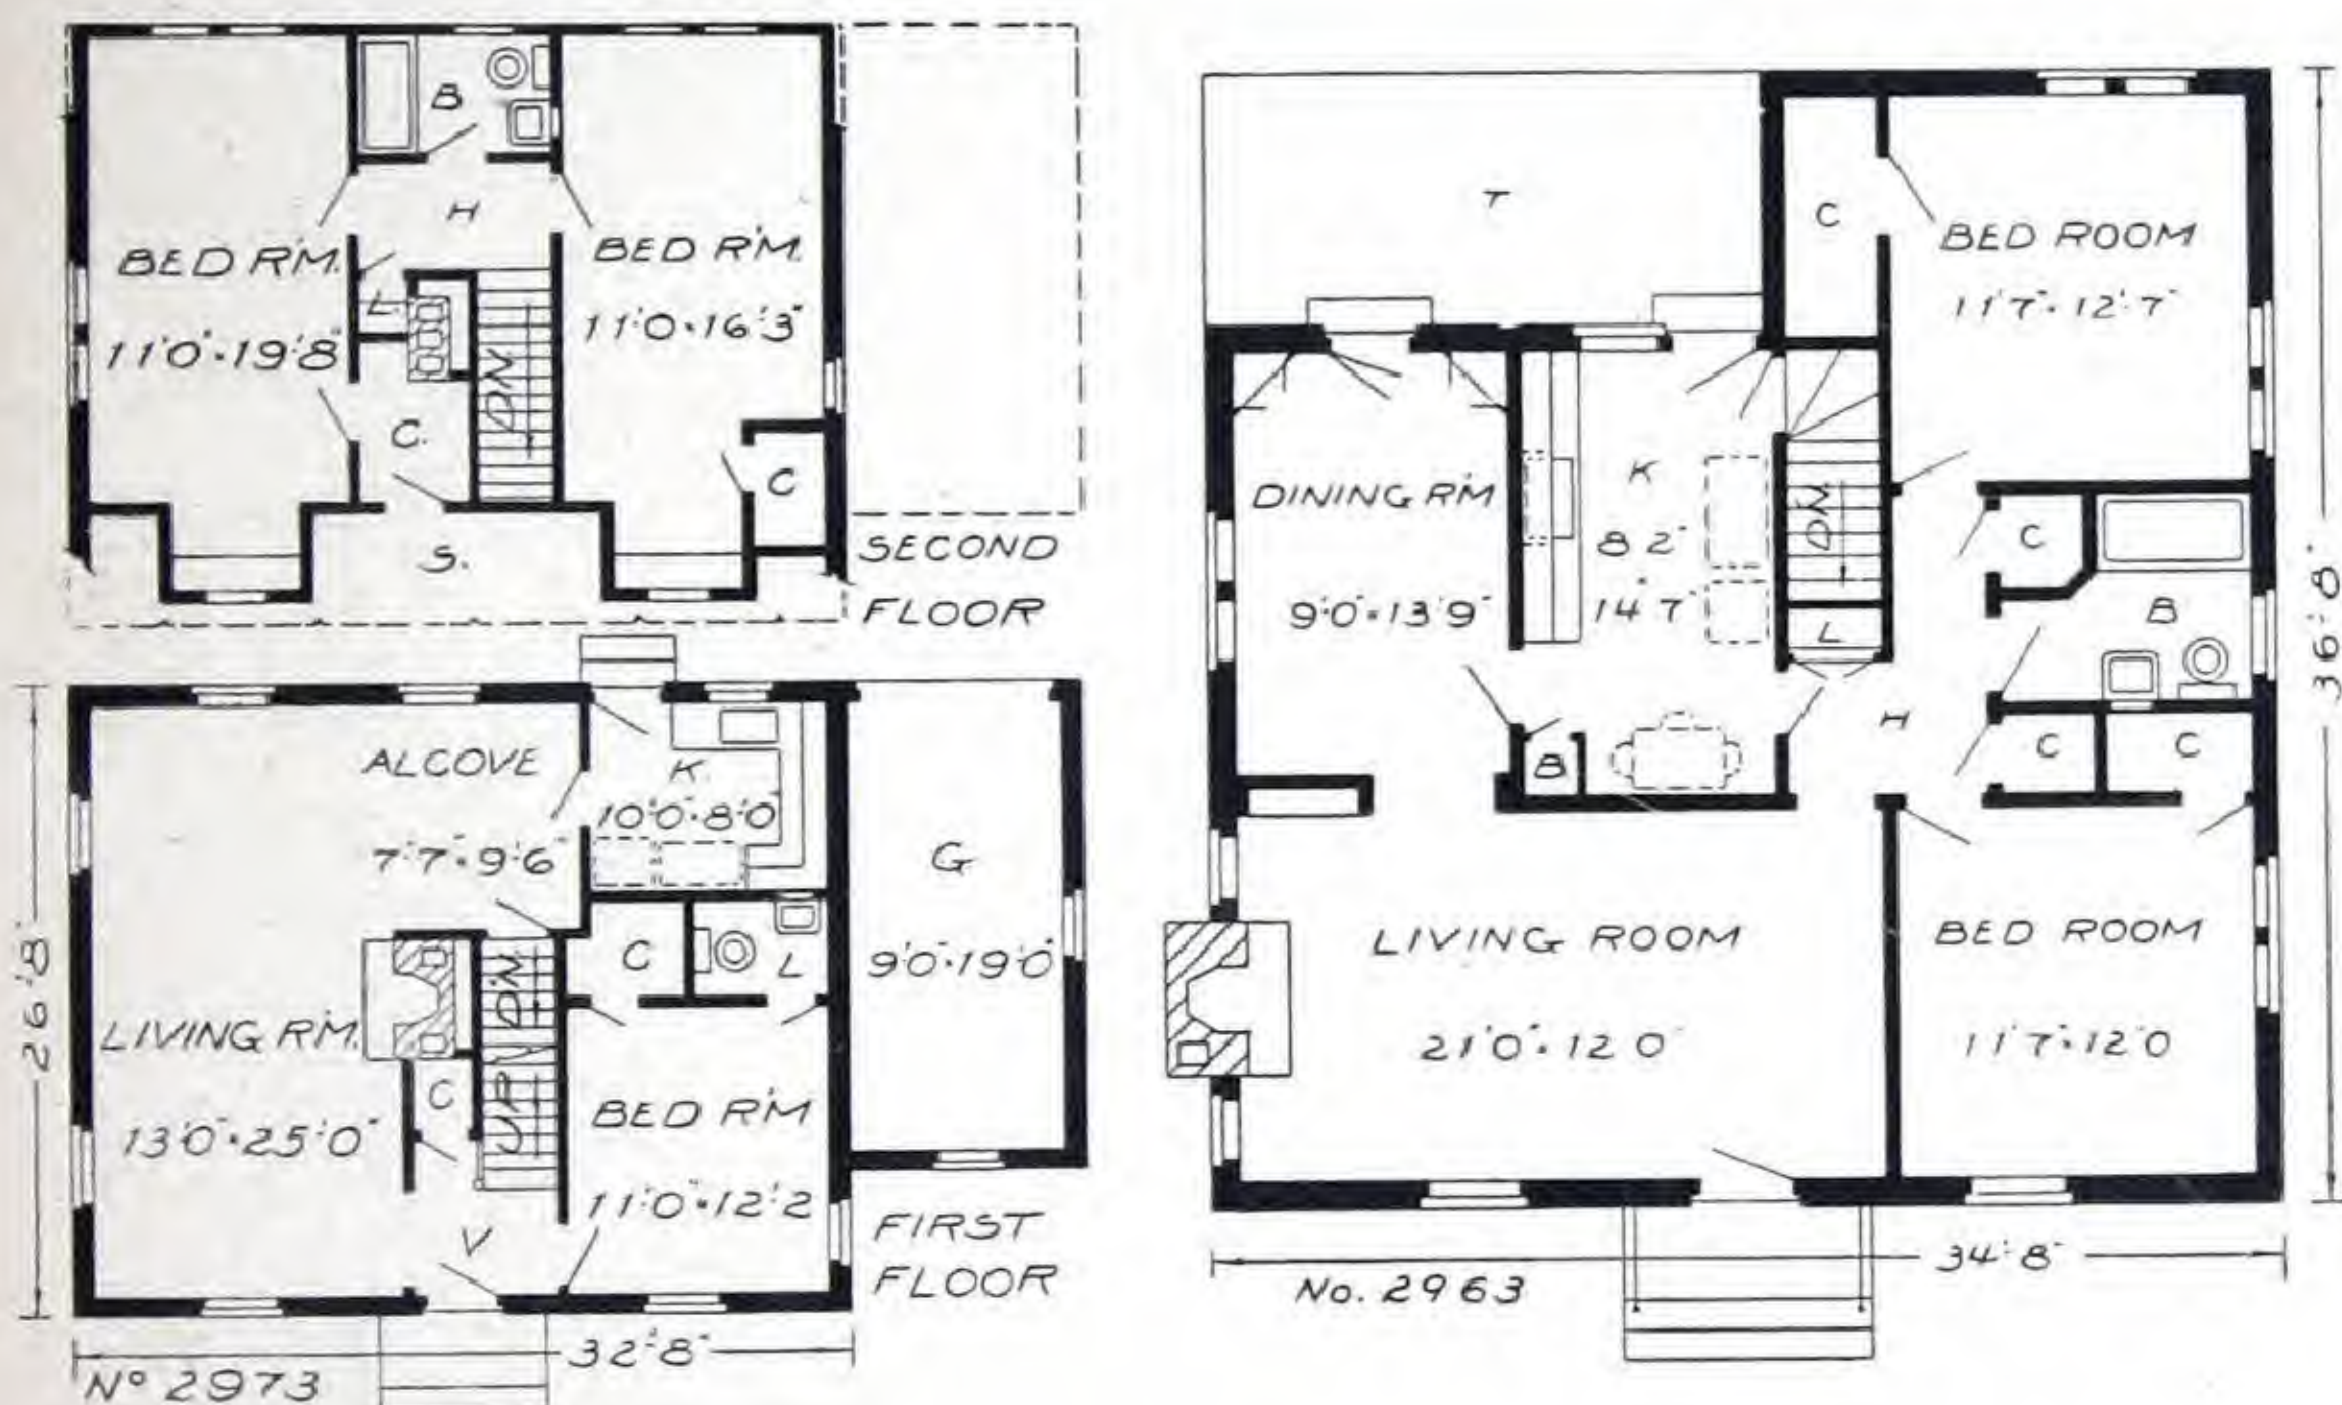 B
H
BED R'M.
11'0"·19'8"
L.
BED R'M.
11'0"·16'3"
DN
C.
C
S.
SECOND
FLOOR
ALCOVE
7'7"·9'6"
K.
10'0"·8'0"
G
9'0"·19'0"
C
L
LIVING R'M.
13'0"·25'0"
C
DN
UP
BED R'M
11'0"·12'2
V
FIRST
FLOOR
26'-8"
32'-8"
Nº 2973
T
C
BED ROOM
11'7"·12'7"
DINING R'M
9'0"·13'9"
K
8'2"
14'7"
DN
L
C
B
H
B
C
C
LIVING ROOM
21'0"·12'0"
BED ROOM
11'7"·12'0
36'-8"
34'-8"
No. 2963